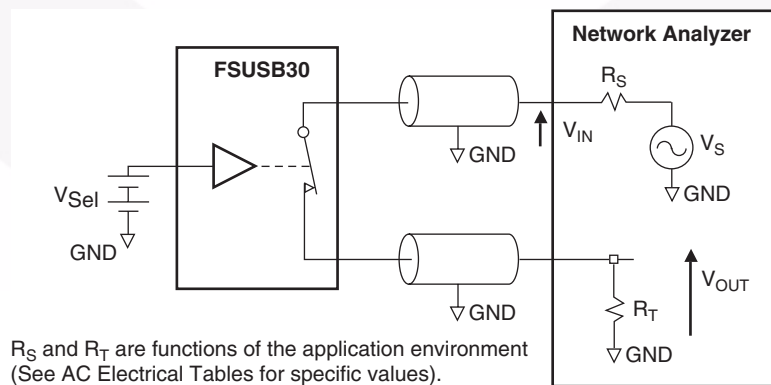 Network Analyzer
FSUSB30
R_S
GND
V_IN
V_S
GND
V_Sel
GND
GND
V_OUT
R_T
GND
R_S and R_T are functions of the application environment
(See AC Electrical Tables for specific values).